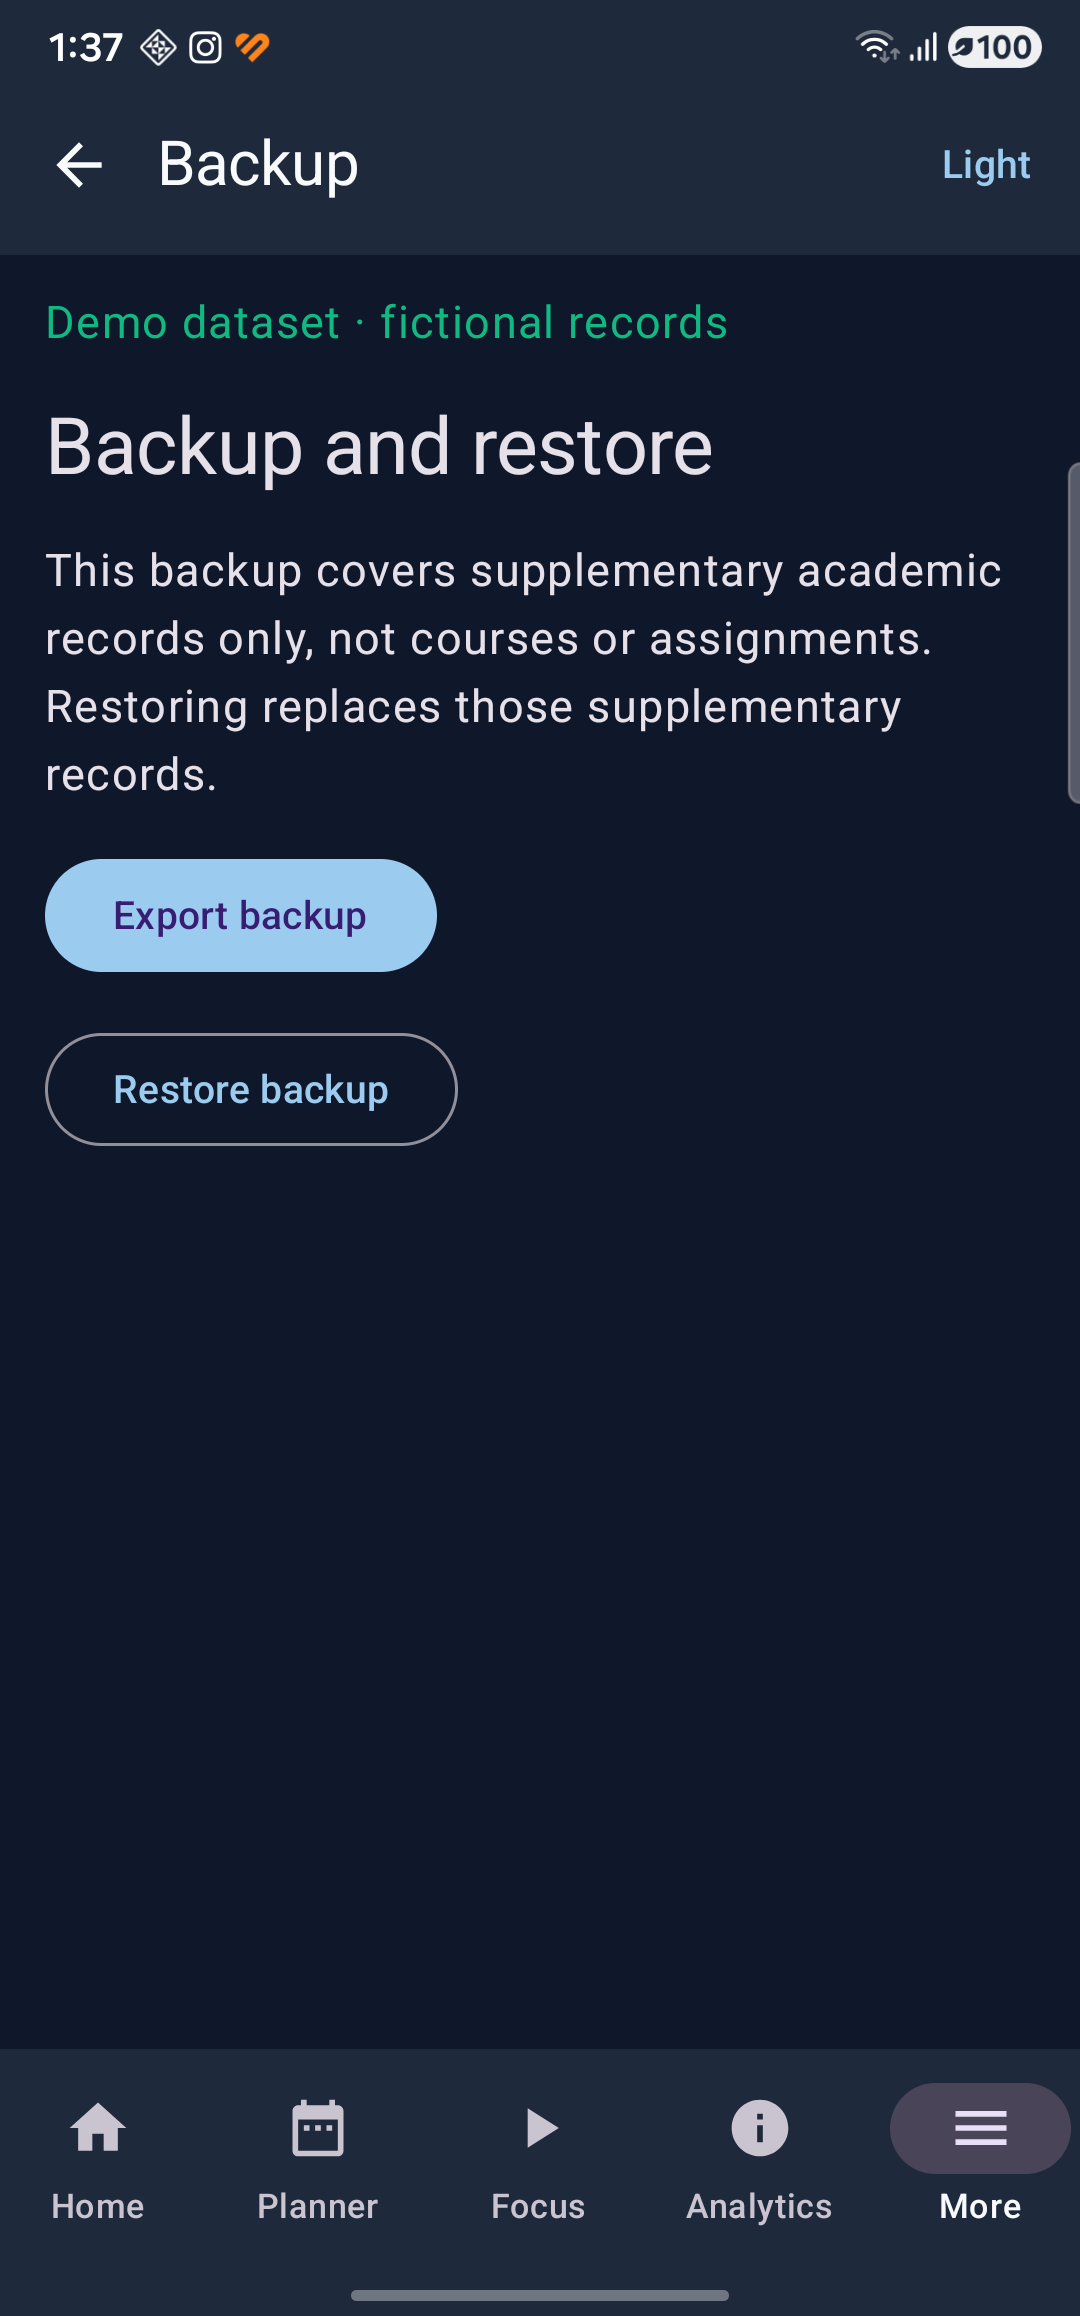 1:37
100
Backup
Light
Demo dataset · fictional records
Backup and restore
This backup covers supplementary academic
records only, not courses or assignments.
Restoring replaces those supplementary
records.
Export backup
Restore backup
Home
Planner
Focus
Analytics
More